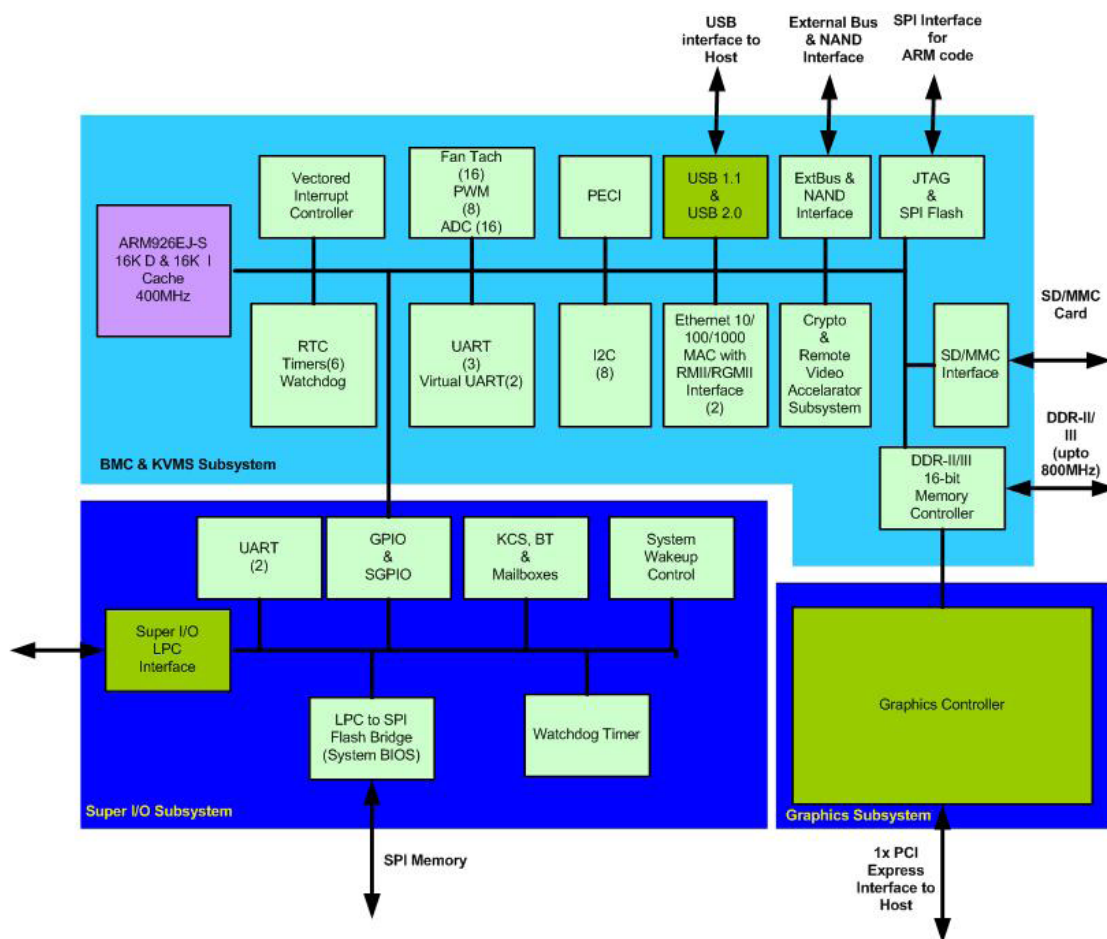 USB
interface to
Host
External Bus
& NAND
Interface
SPI Interface
for
ARM code
ARM926EJ-S
16K D & 16K I
Cache
400MHz
Vectored
Interrupt
Controller
Fan Tach
(16)
PWM
(8)
ADC (16)
PECI
USB 1.1
&
USB 2.0
ExtBus &
NAND
Interface
JTAG
&
SPI Flash
RTC
Timers(6)
Watchdog
UART
(3)
Virtual UART(2)
I2C
(8)
Ethernet 10/
100/1000
MAC with
RMII/RGMII
Interface
(2)
Crypto
&
Remote
Video
Accelarator
Subsystem
SD/MMC
Interface
SD/MMC
Card
DDR-II/
III
(upto
800MHz)
BMC & KVMS Subsystem
DDR-II/III
16-bit
Memory
Controller
UART
(2)
GPIO
&
SGPIO
KCS, BT
&
Mailboxes
System
Wakeup
Control
Super I/O
LPC
Interface
LPC to SPI
Flash Bridge
(System BIOS)
Watchdog Timer
Super I/O Subsystem
SPI Memory
Graphics Controller
Graphics Subsystem
1x PCI
Express
Interface to
Host